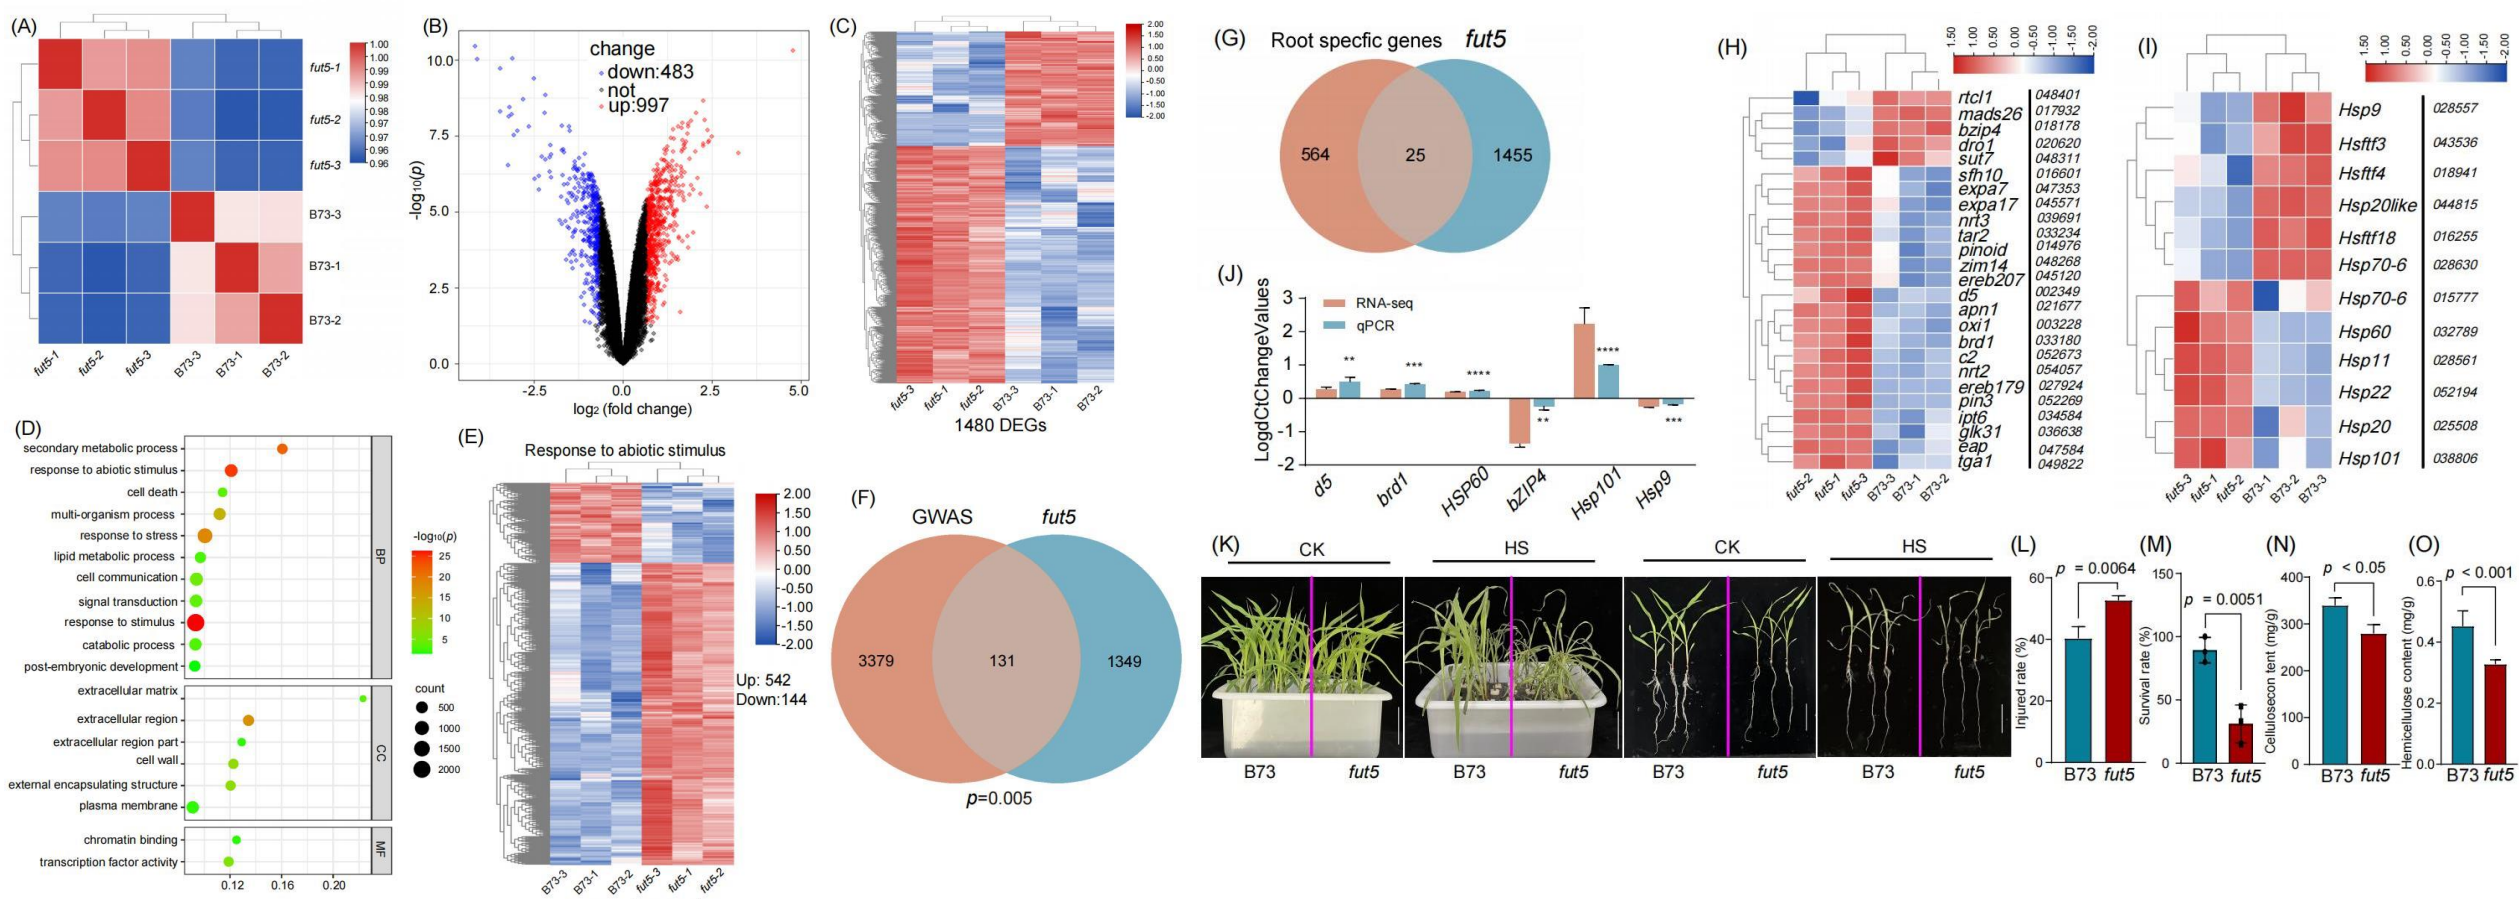 (A)
1.00
0.99
0.99
0.98
0.98
0.97
0.97
0.97
0.96
0.96
fut5-1
fut5-2
fut5-3
B73-3
B73-1
B73-2
fut5-1
fut5-2
fut5-3
B73-3
B73-1
B73-2
(B)
change
down:483
not
up:997
-log10(p)
10.0
7.5
5.0
2.5
0.0
-2.5
0.0
2.5
5.0
log2 (fold change)
(C)
2.00
1.50
1.00
0.50
0.00
-0.50
-1.00
-1.50
-2.00
fut5-3
fut5-1
fut5-2
B73-3
B73-1
B73-2
1480 DEGs
(D)
secondary metabolic process
response to abiotic stimulus
cell death
multi-organism process
response to stress
lipid metabolic process
cell communication
signal transduction
response to stimulus
catabolic process
post-embryonic development
extracellular matrix
extracellular region
extracellular region part
cell wall
external encapsulating structure
plasma membrane
chromatin binding
transcription factor activity
BP
CC
MF
0.12
0.16
0.20
-log10(p)
25
20
15
10
5
count
500
1000
1500
2000
(E)
Response to abiotic stimulus
2.00
1.50
1.00
0.50
0.00
-0.50
-1.00
-1.50
-2.00
Up: 542
Down:144
B73-3
B73-1
B73-2
fut5-3
fut5-1
fut5-2
(F)
GWAS
fut5
3379
131
1349
p=0.005
(G)
Root specfic genes
fut5
564
25
1455
(J)
LogdCtChangeValues
3
2
1
0
-1
-2
RNA-seq
qPCR
**
***
****
**
****
***
d5
brd1
HSP60
bZIP4
Hsp101
Hsp9
(H)
1.50
1.00
0.50
0.00
-0.50
-1.00
-1.50
-2.00
rtcl1 048401
mads26 017932
bzip4 018178
dro1 020620
sut7 048311
sfh10 016601
expa7 047353
expa17 045571
nrt3 039691
tar2 033234
pinoid 014976
zim14 048268
ereb207 045120
d5 002349
apn1 021677
oxi1 003228
brd1 033180
c2 052673
nrt2 054057
ereb179 027924
pin3 052269
ipt6 034584
glk31 036638
eap 047584
tga1 049822
fut5-2
fut5-1
fut5-3
B73-3
B73-1
B73-2
(I)
1.50
1.00
0.50
0.00
-0.50
-1.00
-1.50
-2.00
Hsp9 028557
Hsftf3 043536
Hsftf4 018941
Hsp20like 044815
Hsftf18 016255
Hsp70-6 028630
Hsp70-6 015777
Hsp60 032789
Hsp11 028561
Hsp22 052194
Hsp20 025508
Hsp101 038806
fut5-3
fut5-1
fut5-2
B73-1
B73-2
B73-3
(K)
CK
HS
CK
HS
B73
fut5
B73
fut5
B73
fut5
B73
fut5
(L)
p = 0.0064
Injured rate (%)
60
40
20
0
B73 fut5
(M)
p = 0.0051
Survival rate (%)
150
100
50
0
B73 fut5
(N)
p < 0.05
Cellulosecon tent (mg/g)
400
300
200
100
0
B73 fut5
(O)
p < 0.001
Hemicellulose content (mg/g)
0.6
0.4
0.2
0.0
B73 fut5